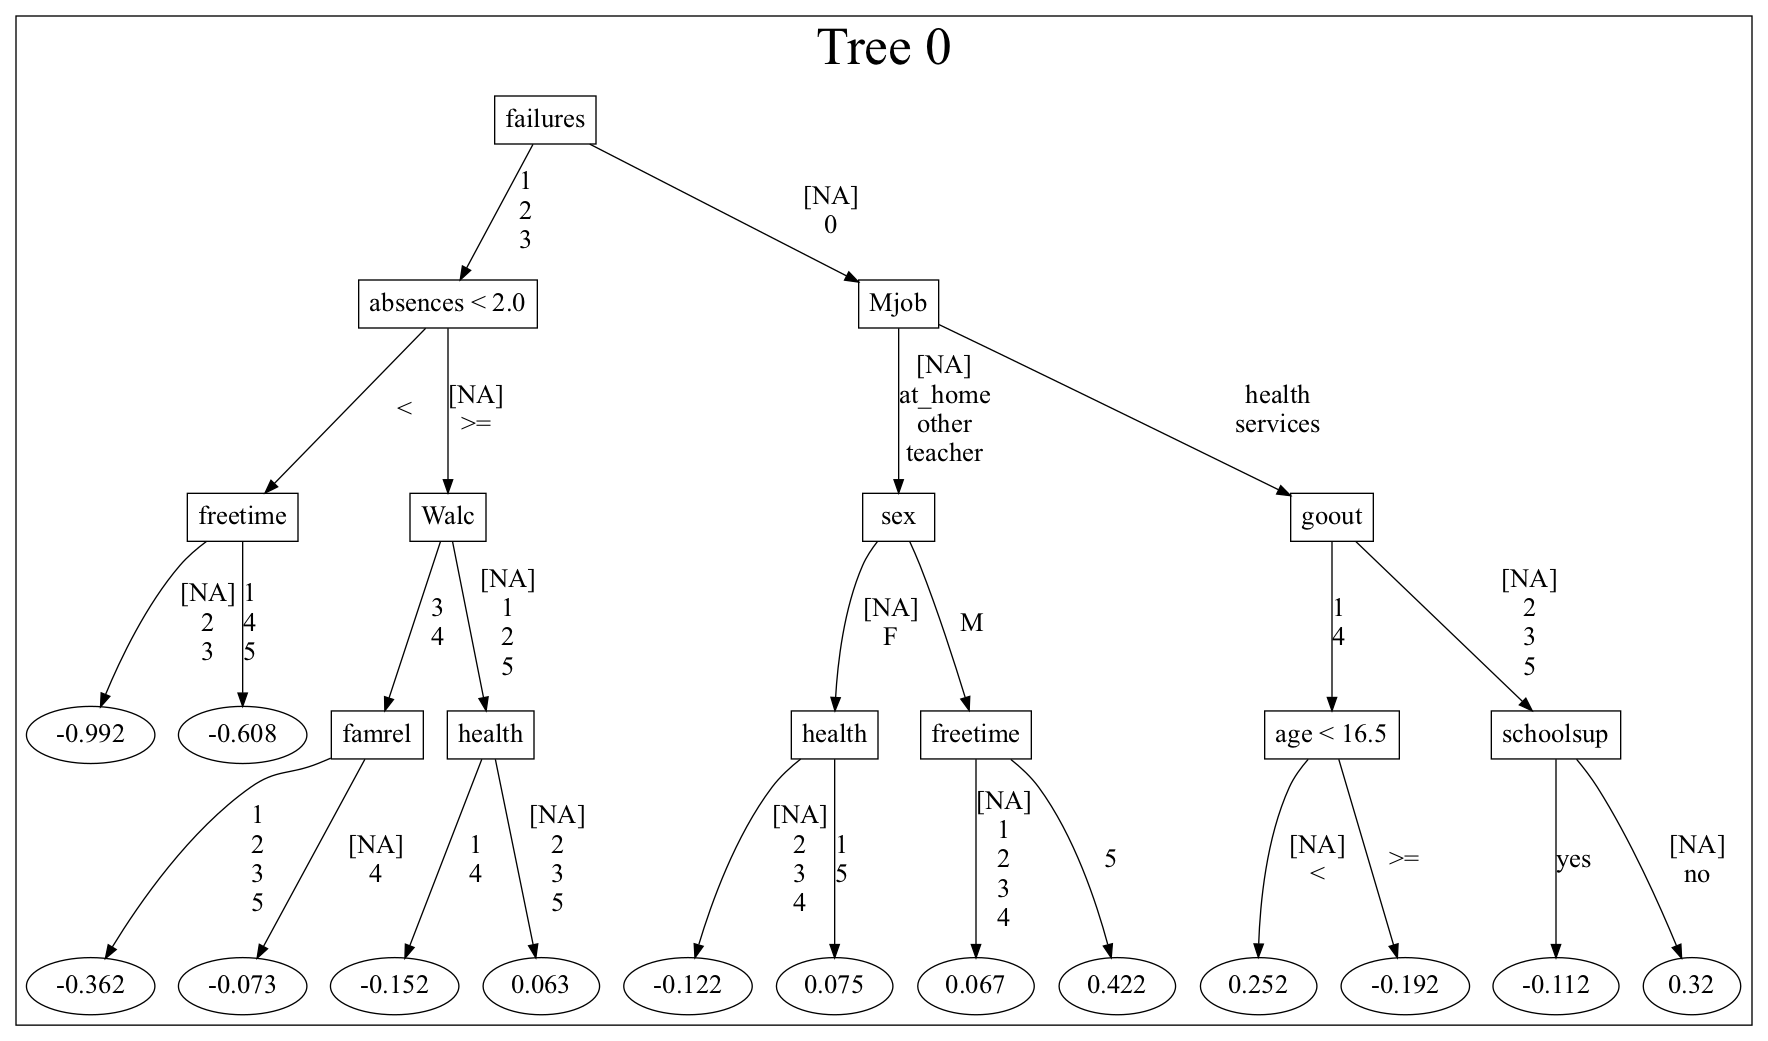 Tree 0
failures
1
2
3
[NA]
0
absences < 2.0
Mjob
<
[NA]
>=
[NA]
at_home
other
teacher
health
services
freetime
Walc
sex
goout
[NA]
2
3
1
4
5
3
4
[NA]
1
2
5
[NA]
F
M
1
4
[NA]
2
3
5
-0.992
-0.608
famrel
health
health
freetime
age < 16.5
schoolsup
1
2
3
5
[NA]
4
1
4
[NA]
2
3
5
[NA]
2
3
4
1
5
[NA]
1
2
3
4
5
[NA]
<
>=
yes
[NA]
no
-0.362
-0.073
-0.152
0.063
-0.122
0.075
0.067
0.422
0.252
-0.192
-0.112
0.32